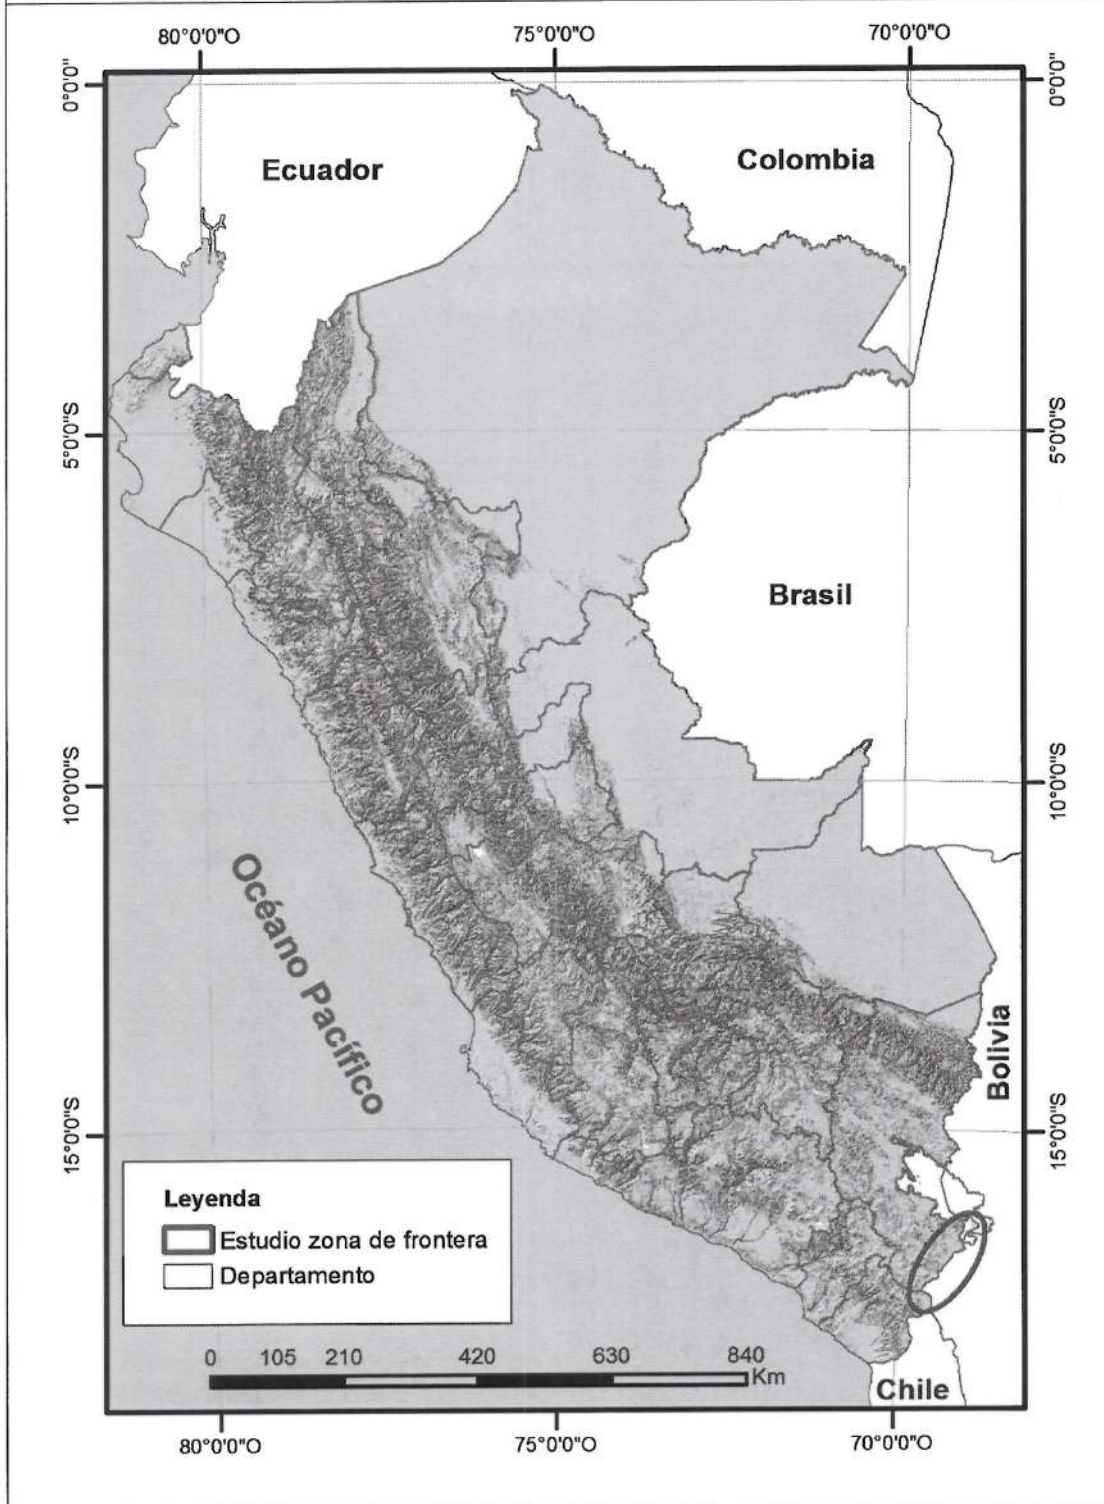 80°0'0"O 75°0'0"O 70°0'0"O
0°0'0" 0°0'0"
Ecuador
Colombia
5°0'0"S 5°0'0"S
Brasil
10°0'0"S 10°0'0"S
Océano Pacífico
Bolivia
15°0'0"S 15°0'0"S
Leyenda
Estudio zona de frontera
Departamento
0 105 210 420 630 840
Km
Chile
80°0'0"O 75°0'0"O 70°0'0"O